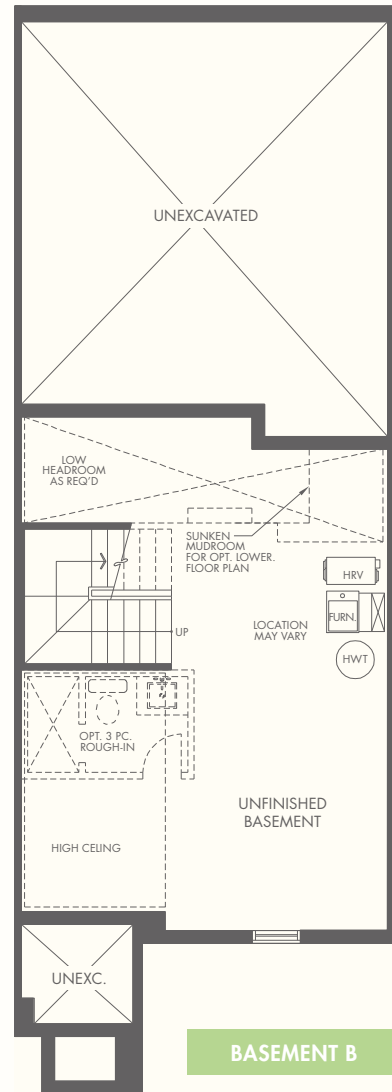 UNEXCAVATED
LOW
HEADROOM
AS REQ'D
SUNKEN
MUDROOM
FOR OPT. LOWER.
FLOOR PLAN
HRV
LOCATION
MAY VARY
FURN.
UP
HWT
OPT. 3 PC.
ROUGH-IN
UNFINISHED
BASEMENT
HIGH CELING
UNEXC.
BASEMENT B